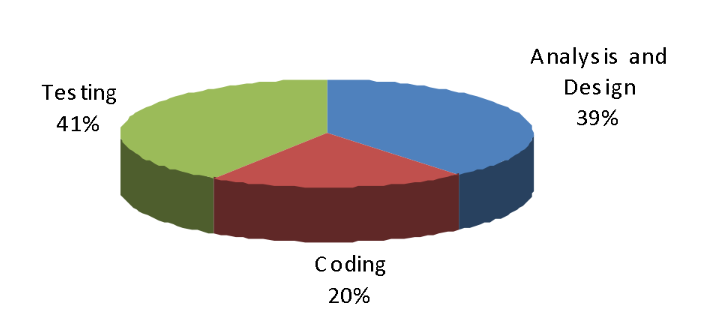 Analysis and
Design
39%
Testing
41%
Coding
20%